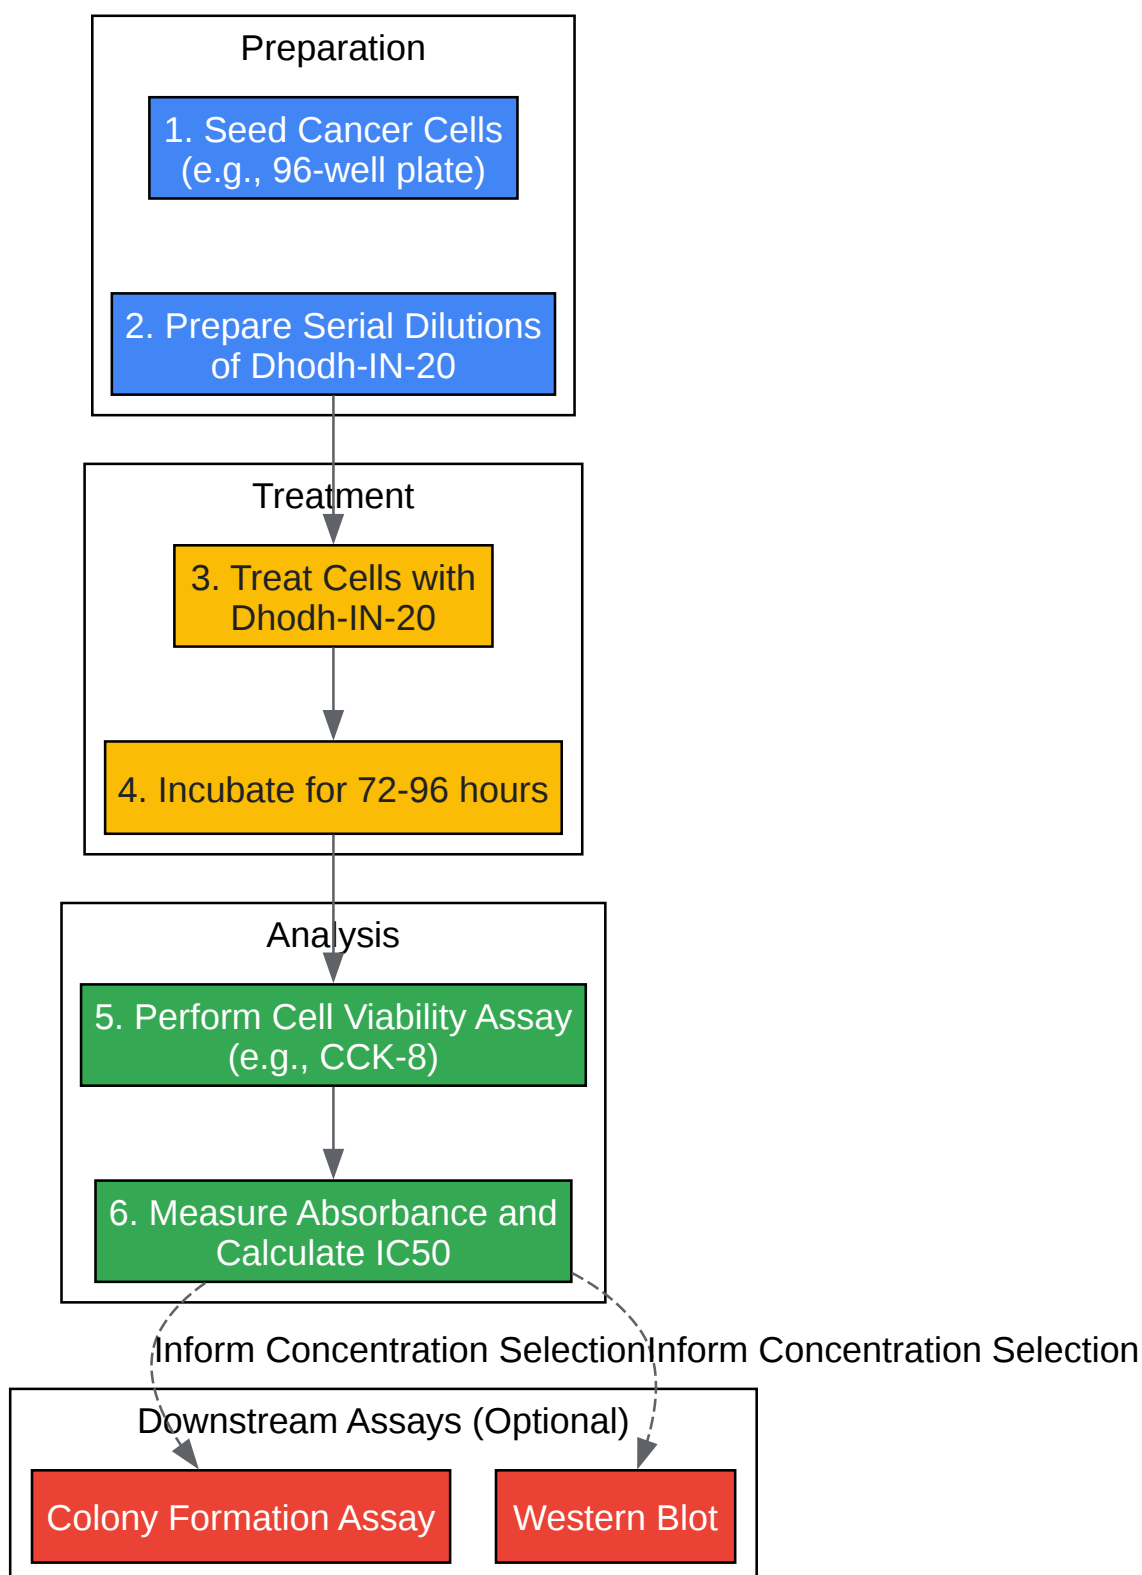 Preparation
1. Seed Cancer Cells
(e.g., 96-well plate)
2. Prepare Serial Dilutions
of Dhodh-IN-20
Treatment
3. Treat Cells with
Dhodh-IN-20
4. Incubate for 72-96 hours
Analysis
5. Perform Cell Viability Assay
(e.g., CCK-8)
6. Measure Absorbance and
Calculate IC50
Inform Concentration Selection
Inform Concentration Selection
Downstream Assays (Optional)
Colony Formation Assay
Western Blot